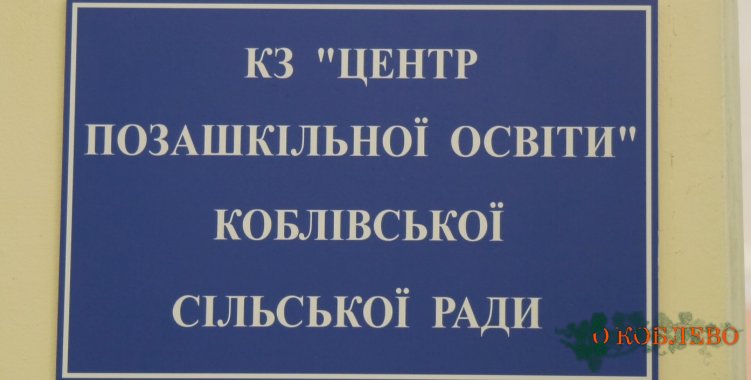 КЗ "ЦЕНТР
ПОЗАШКІЛЬНОЇ ОСВІТИ"
КОБЛІВСЬКОЇ
СІЛЬСЬКОЇ РАДИ
О КОБЛЕВО